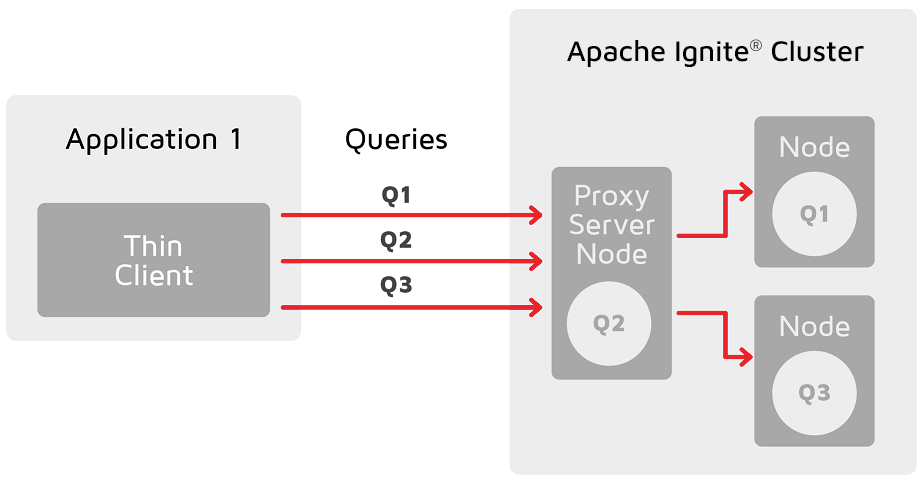 Apache Ignite® Cluster
Application 1
Queries
Thin
Client
Q1
Q2
Q3
Proxy
Server
Node
Q2
Node
Q1
Node
Q3